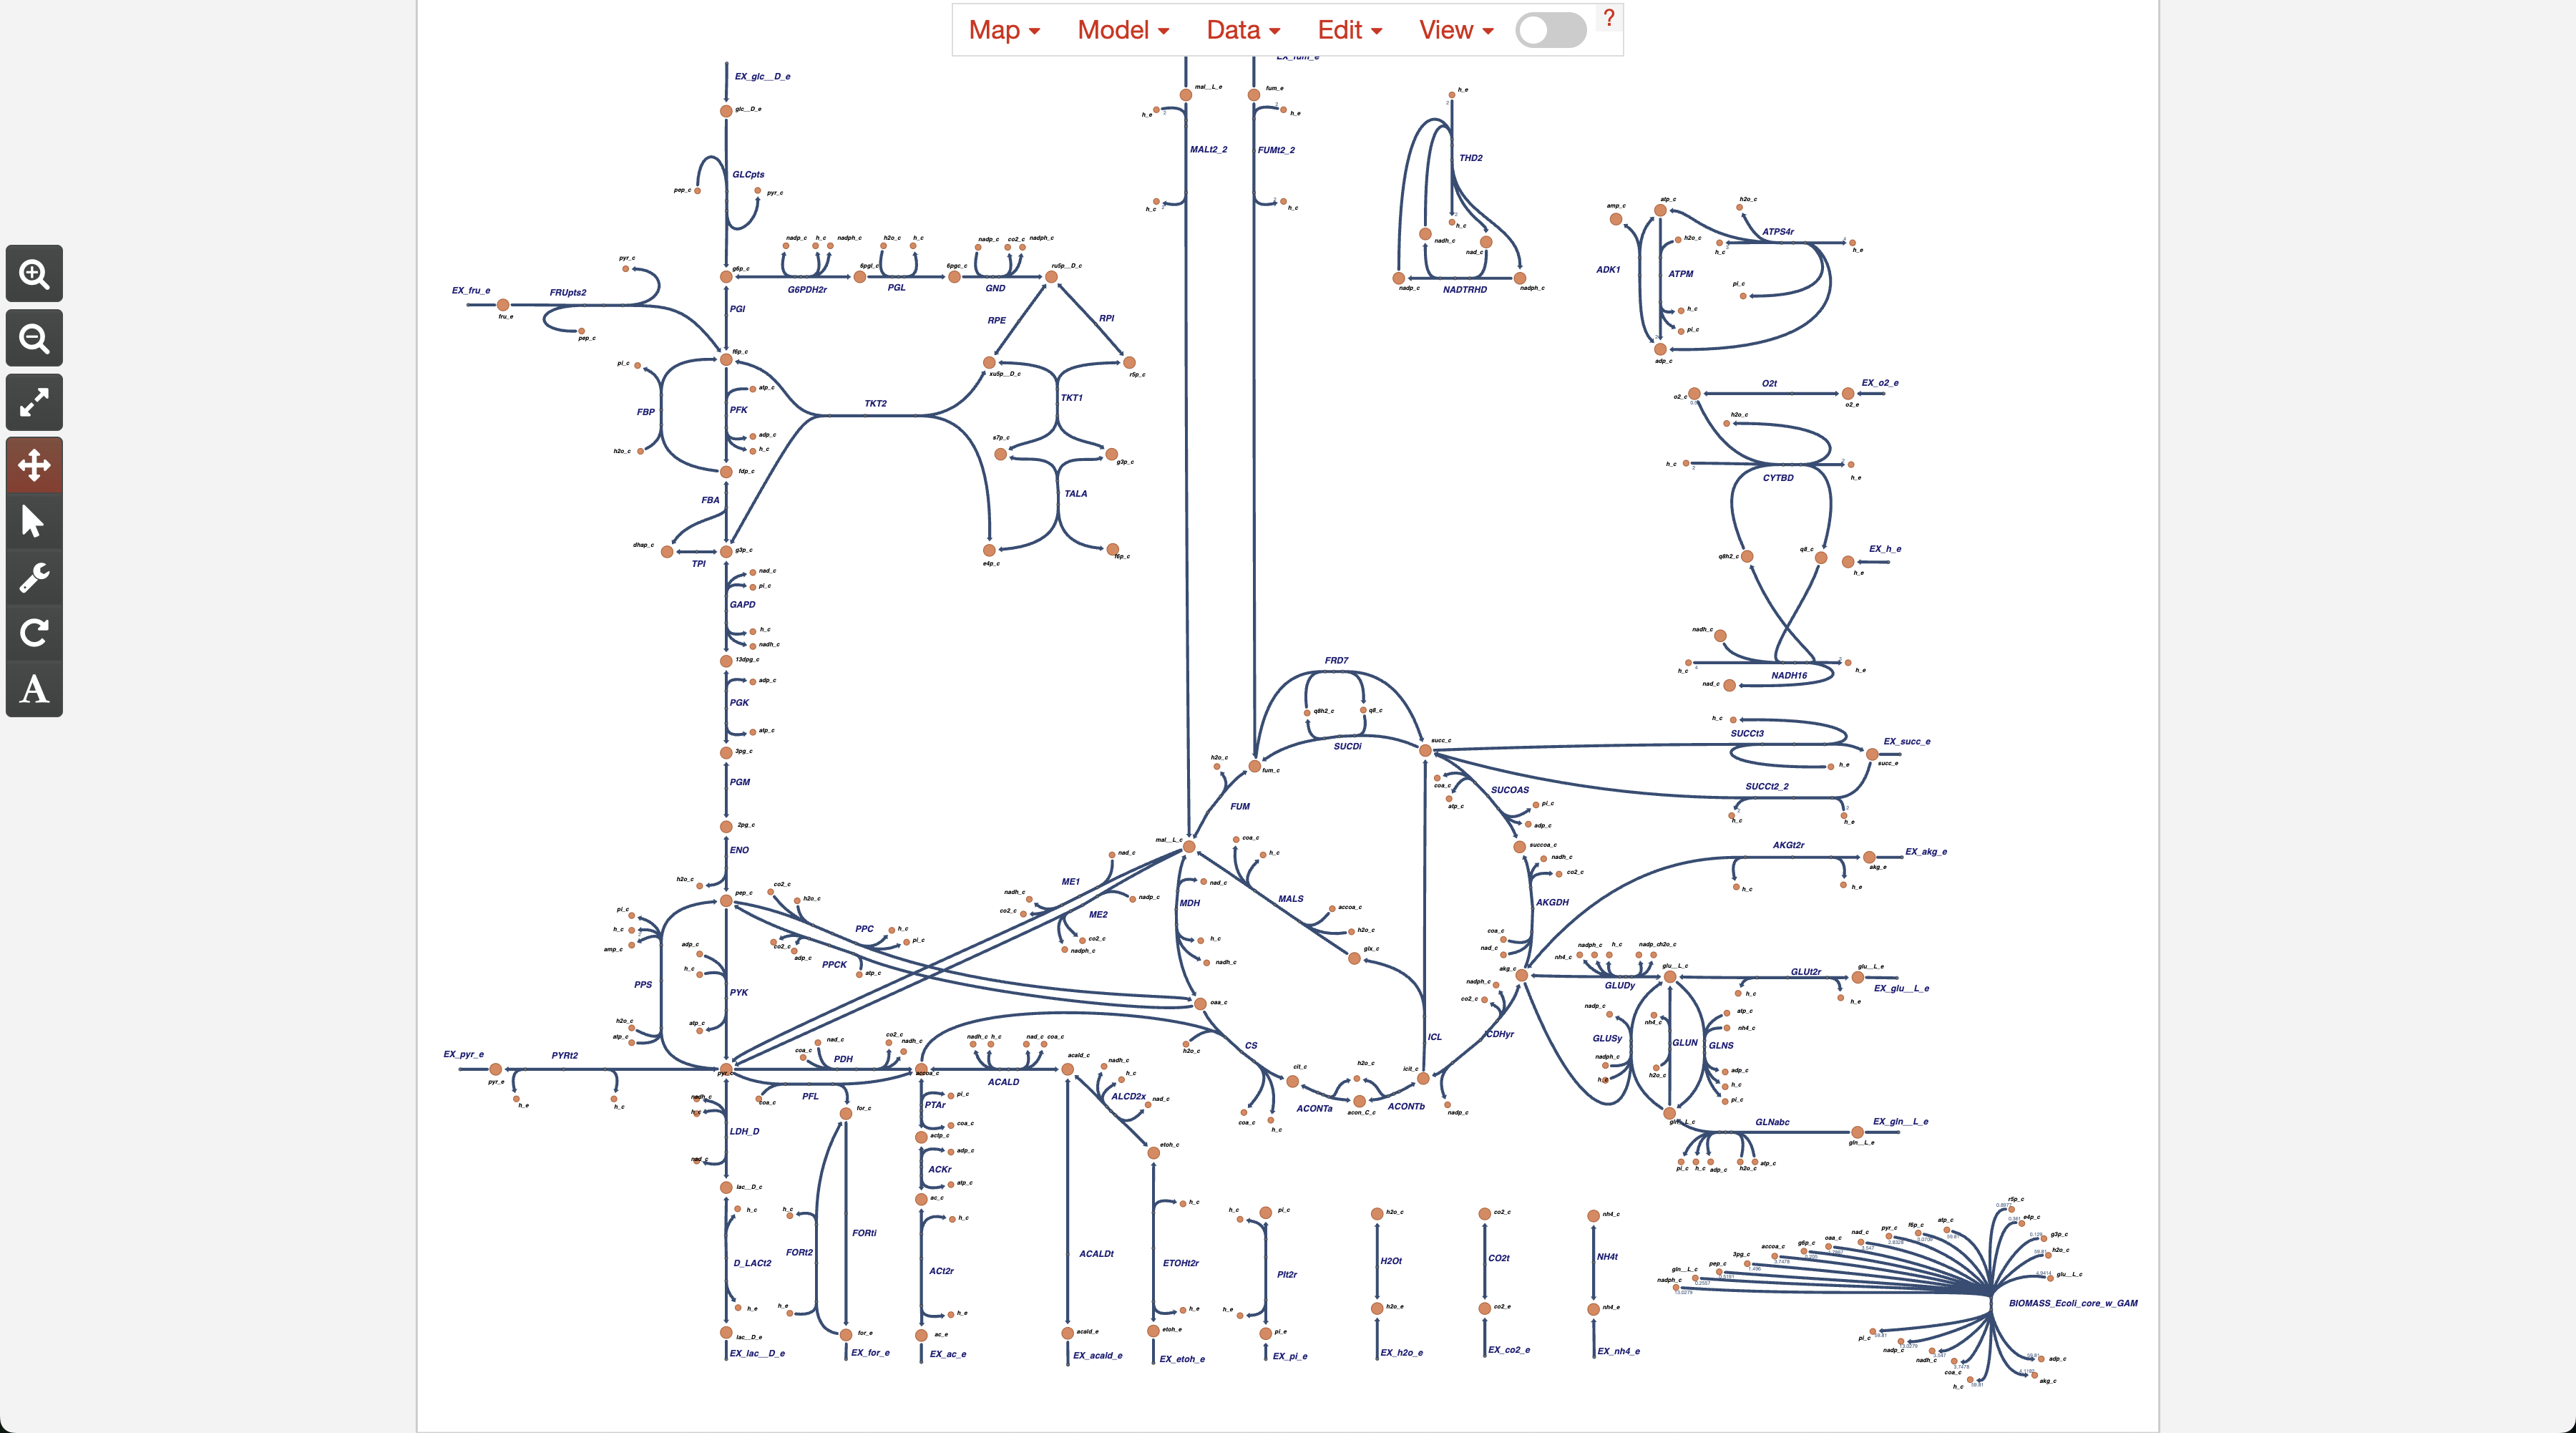 Map Model Data Edit View ?
EX_glc__D_e
glc__D_e
GLCpts
pep_c
pyr_c
EX_fum_e
mal__L_e
fum_e
h_e
h_e
MALt2_2
FUMt2_2
h_c
h_c
h_e
THD2
h_c
nadh_c
nad_c
nadp_c
NADTRHD
nadph_c
amp_c
atp_c
h2o_c
ATPS4r
h2o_c
h_c
h_e
ADK1
ATPM
pi_c
h_c
pi_c
adp_c
pyr_c
EX_fru_e
FRUpts2
fru_e
pep_c
nadp_c h_c nadph_c
h2o_c h_c
nadp_c co2_c nadph_c
g6p_c
G6PDH2r
6pgl_c
PGL
6pgc_c
GND
ru5p__D_c
PGI
RPE
RPI
f6p_c
pi_c
FBP
PFK
atp_c
adp_c
h_c
h2o_c
fdp_c
TKT2
xu5p__D_c
r5p_c
TKT1
s7p_c
g3p_c
TALA
e4p_c
f6p_c
FBA
dhap_c
g3p_c
TPI
nad_c
pi_c
GAPD
h_c
nadh_c
13dpg_c
adp_c
PGK
atp_c
3pg_c
PGM
2pg_c
ENO
h2o_c
pep_c
o2_c
O2t
EX_o2_e
o2_e
h2o_c
h_c
h_e
CYTBD
q8h2_c
q8_c
EX_h_e
h_e
nadh_c
h_c
h_e
NADH16
nad_c
FRD7
q8h2_c
q8_c
SUCDi
succ_c
fum_c
h2o_c
FUM
h_c
SUCCt3
EX_succ_e
h_e
succ_e
SUCCt2_2
h_c
h_e
coa_c
atp_c
SUCOAS
pi_c
adp_c
succoa_c
nadh_c
co2_c
AKGDH
coa_c
nad_c
akg_c
AKGt2r
EX_akg_e
akg_e
h_c
h_e
mal__L_c
nad_c
ME1
nadh_c
co2_c
ME2
nadp_c
co2_c
nadph_c
MDH
nad_c
h_c
nadh_c
coa_c
h_c
MALS
accoa_c
h2o_c
glx_c
oaa_c
co2_c
h2o_c
PPC
h_c
pi_c
co2_c
adp_c
PPCK
atp_c
pi_c
h_c
amp_c
PPS
h2o_c
atp_c
adp_c
h_c
PYK
atp_c
nadph_c h_c
nadp_c h2o_c
nh4_c
glu__L_c
GLUDy
GLUt2r
glu__L_e
EX_glu__L_e
h_c
h_e
nadph_c
co2_c
ICDHyr
nadp_c
icit_c
ICL
nadp_c
GLUSy
nadph_c
h_c
nh4_c
GLUN
h2o_c
GLNS
atp_c
nh4_c
adp_c
h_c
pi_c
gln__L_c
GLNabc
EX_gln__L_e
gln__L_e
pi_c h_c adp_c h2o_c atp_c
CS
h2o_c
coa_c
h_c
cit_c
ACONTa
h2o_c
acon_C_c
ACONTb
EX_pyr_e
PYRt2
pyr_e
h_e
h_c
pyr_c
coa_c
nad_c
PDH
co2_c
nadh_c
accoa_c
nadh_c h_c
nad_c coa_c
ACALD
acald_c
nadh_c
h_c
ALCD2x
nad_c
etoh_c
coa_c
PFL
for_c
nadh_c
h_c
LDH_D
nad_c
lac__D_c
PTAr
pi_c
coa_c
actp_c
adp_c
ACKr
atp_c
ac_c
h_c
D_LACt2
h_e
lac__D_e
EX_lac__D_e
h_c
FORt2
h_e
FORti
for_e
EX_for_e
h_c
ACt2r
h_e
ac_e
EX_ac_e
ACALDt
acald_e
EX_acald_e
h_c
ETOHt2r
h_e
etoh_e
EX_etoh_e
h_c
pi_c
PIt2r
h_e
pi_e
EX_pi_e
h2o_c
H2Ot
h2o_e
EX_h2o_e
co2_c
CO2t
co2_e
EX_co2_e
nh4_c
NH4t
nh4_e
EX_nh4_e
r5p_c
e4p_c
g3p_c
h2o_c
glu__L_c
atp_c
f6p_c
pyr_c
nad_c
oaa_c
g6p_c
accoa_c
3pg_c
pep_c
gln__L_c
nadph_c
BIOMASS_Ecoli_core_w_GAM
pi_c
nadp_c
nadh_c
coa_c
h_c
adp_c
akg_c